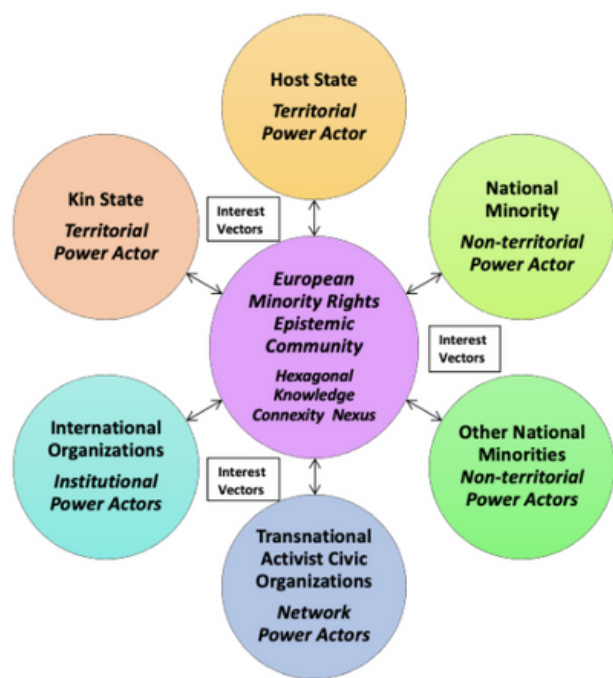 Host State
Territorial
Power Actor
Kin State
Territorial
Power Actor
Interest
Vectors
National
Minority
Non-territorial
Power Actor
European
Minority Rights
Epistemic
Community
Hexagonal
Knowledge
Connexity Nexus
Interest
Vectors
International
Organizations
Institutional
Power Actors
Interest
Vectors
Other National
Minorities
Non-territorial
Power Actors
Transnational
Activist Civic
Organizations
Network
Power Actors